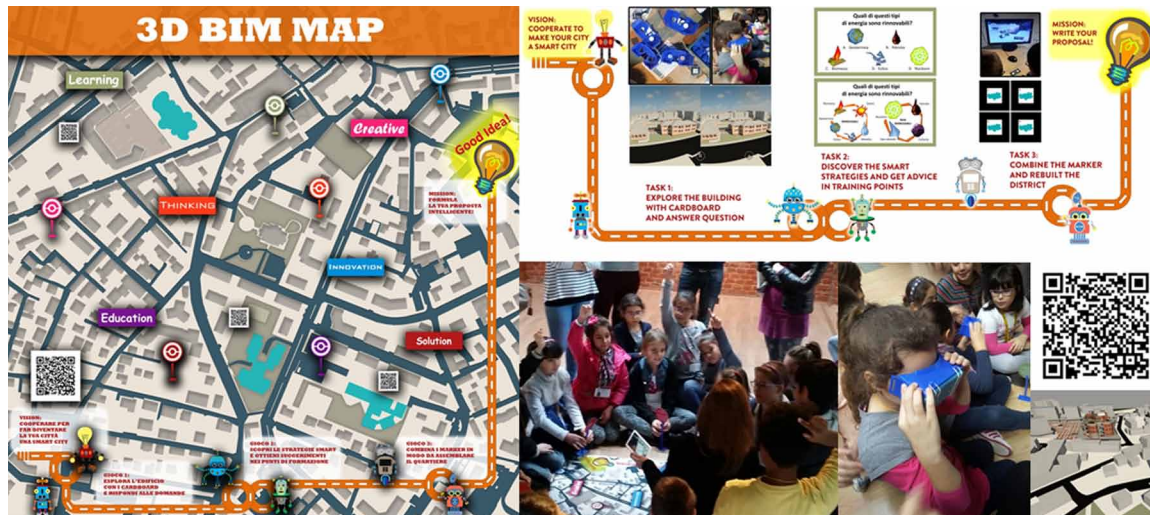 3D BIM MAP
Learning
Creative
Good Idea!
THINKING
INNOVATION
Education
Solution
MISSION:
FORMULA
LA TUA PROPOSTA
INTELLIGENTE!
VISION:
COOPERARE PER
FAR DIVENTARE
LA TUA CITTÀ
UNA SMART CITY
GIOCO 1:
ESPLORA L'EDIFICIO
CON I CARDBOARD
E RISPONDI ALLE DOMANDE
GIOCO 2:
SCOPRI LE STRATEGIE SMART
E OTTIENI SUGGERIMENTI
NEI PUNTI DI FORMAZIONE
GIOCO 3:
COMBINA I MARKER IN
MODO DA ASSEMBLARE
IL QUARTIERE
VISION:
COOPERATE TO
MAKE YOUR CITY
A SMART CITY
Quali di questi tipi
di energia sono rinnovabili?
Quali di questi tipi
di energia sono rinnovabili?
MISSION:
WRITE YOUR
PROPOSAL!
TASK 1:
EXPLORE THE BUILDING
WITH CARDBOARD
AND ANSWER QUESTION
TASK 2:
DISCOVER THE SMART
STRATEGIES AND GET ADVICE
IN TRAINING POINTS
TASK 3:
COMBINE THE MARKER
AND REBUILT THE
DISTRICT